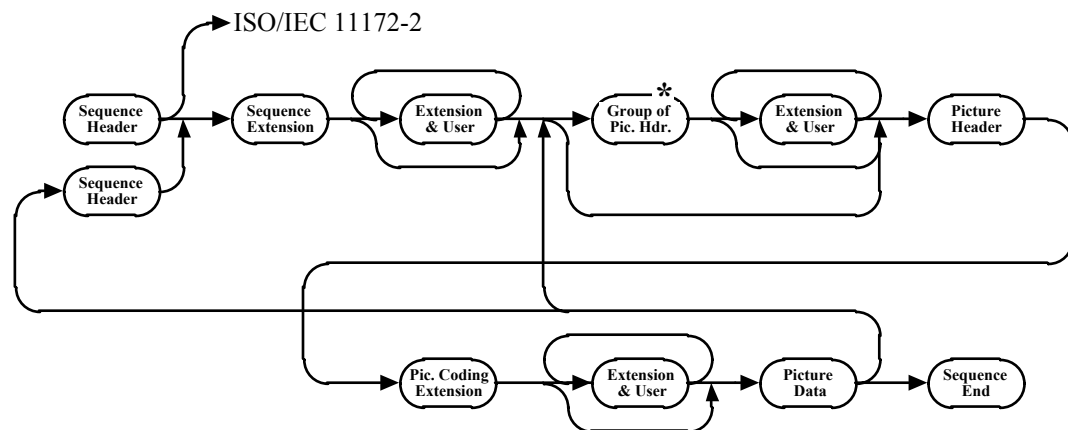 ISO/IEC 11172-2
Sequence
Header
Sequence
Extension
Extension
& User
*
Group of
Pic. Hdr.
Extension
& User
Picture
Header
Sequence
Header
Pic. Coding
Extension
Extension
& User
Picture
Data
Sequence
End